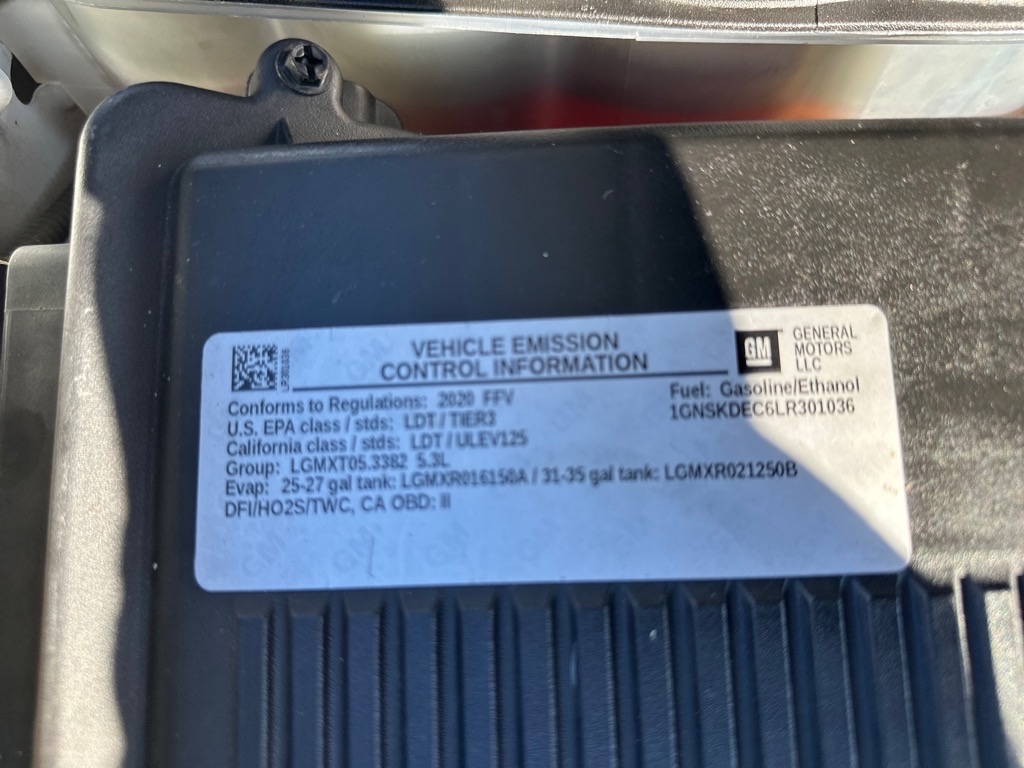 VEHICLE EMISSION
CONTROL INFORMATION
GM
GENERAL
MOTORS
LLC
Conforms to Regulations: 2020 FFV
U.S. EPA class / stds: LDT / TIER3
California class / stds: LDT / ULEV125
Group: LGMXT05.3382 5.3L
Evap: 25-27 gal tank: LGMXR016150A / 31-35 gal tank: LGMXR021250B
DFI/HO2S/TWC, CA OBD: II
Fuel: Gasoline/Ethanol
1GNSKDEC6LR301036